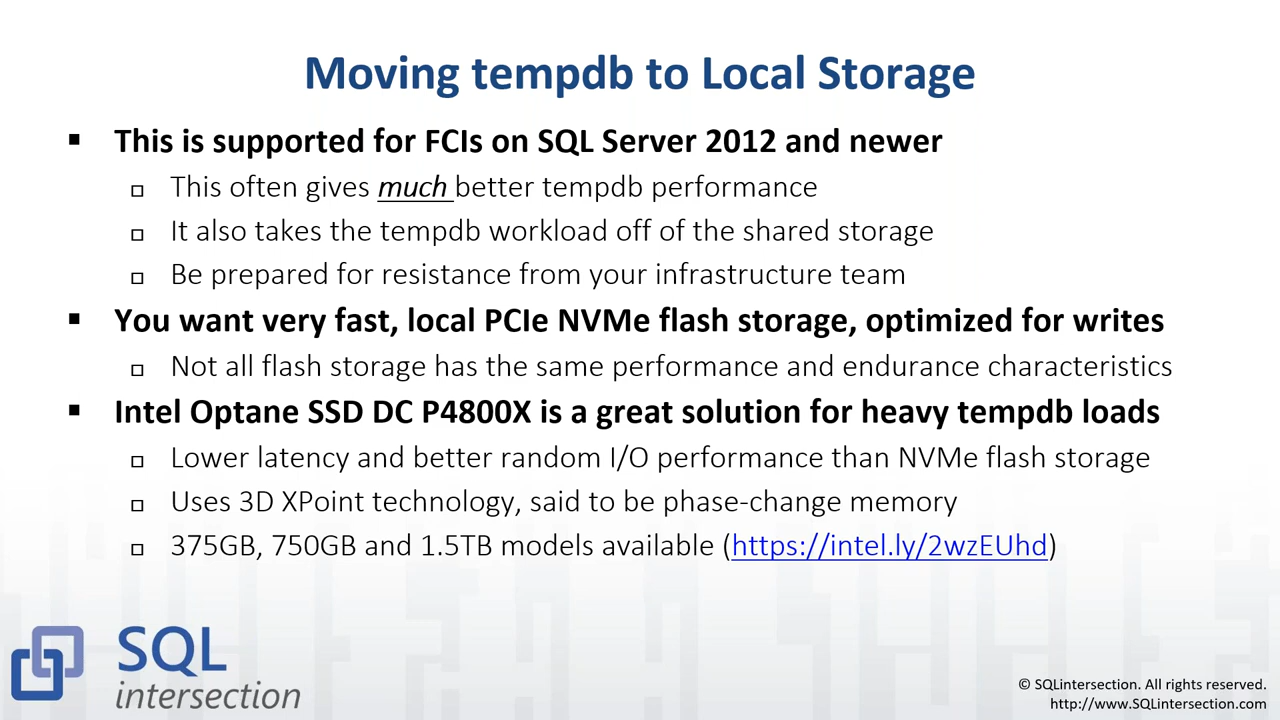 Moving tempdb to Local Storage
▪ This is supported for FCIs on SQL Server 2012 and newer
▫ This often gives much better tempdb performance
▫ It also takes the tempdb workload off of the shared storage
▫ Be prepared for resistance from your infrastructure team
▪ You want very fast, local PCIe NVMe flash storage, optimized for writes
▫ Not all flash storage has the same performance and endurance characteristics
▪ Intel Optane SSD DC P4800X is a great solution for heavy tempdb loads
▫ Lower latency and better random I/O performance than NVMe flash storage
▫ Uses 3D XPoint technology, said to be phase-change memory
▫ 375GB, 750GB and 1.5TB models available (https://intel.ly/2wzEUhd)
SQL
intersection
© SQLintersection. All rights reserved.
http://www.SQLintersection.com